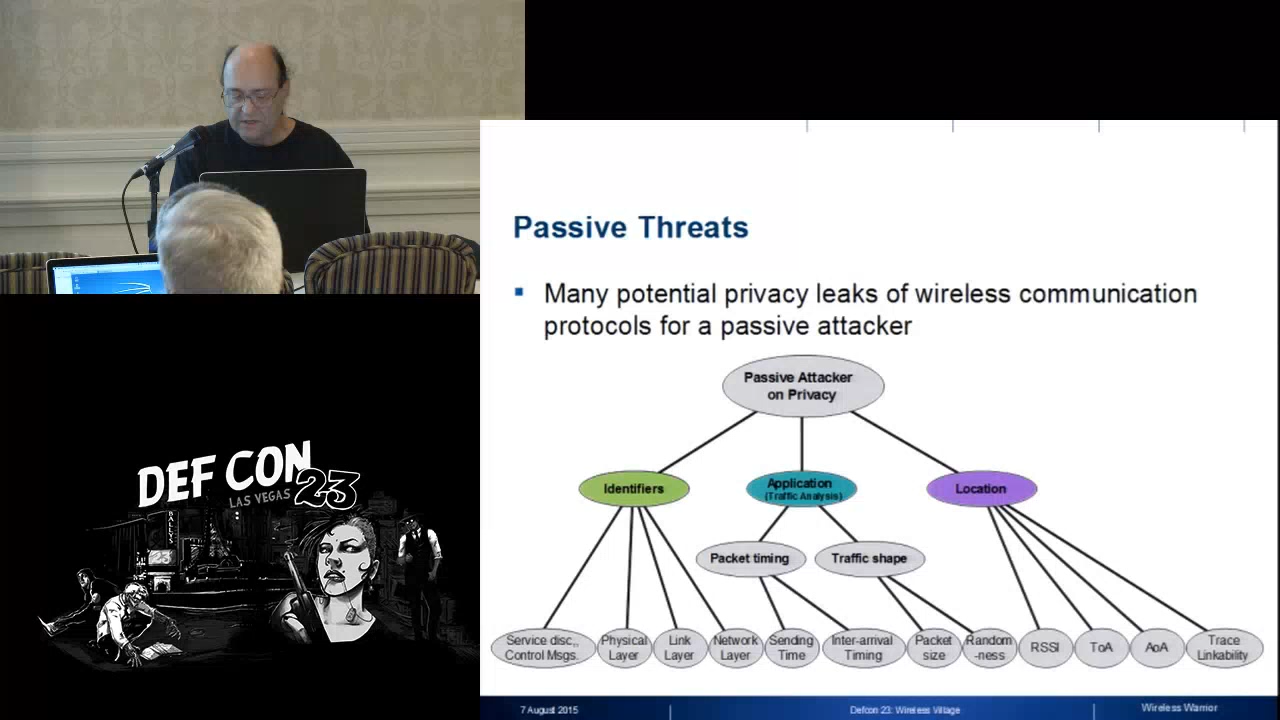 Passive Threats
Many potential privacy leaks of wireless communication
protocols for a passive attacker
Passive Attacker
on Privacy
Identifiers
Application
(Traffic Analysis)
Location
Packet timing
Traffic shape
Service disc.,
Control Msgs.
Physical
Layer
Link
Layer
Network
Layer
Sending
Time
Inter-arrival
Timing
Packet
size
Random
-ness
RSSI
ToA
AoA
Trace
Linkability
7 August 2015
Defcon 23: Wireless Village
Wireless Warrior
DEF CON
LAS VEGAS
23
BALLYS